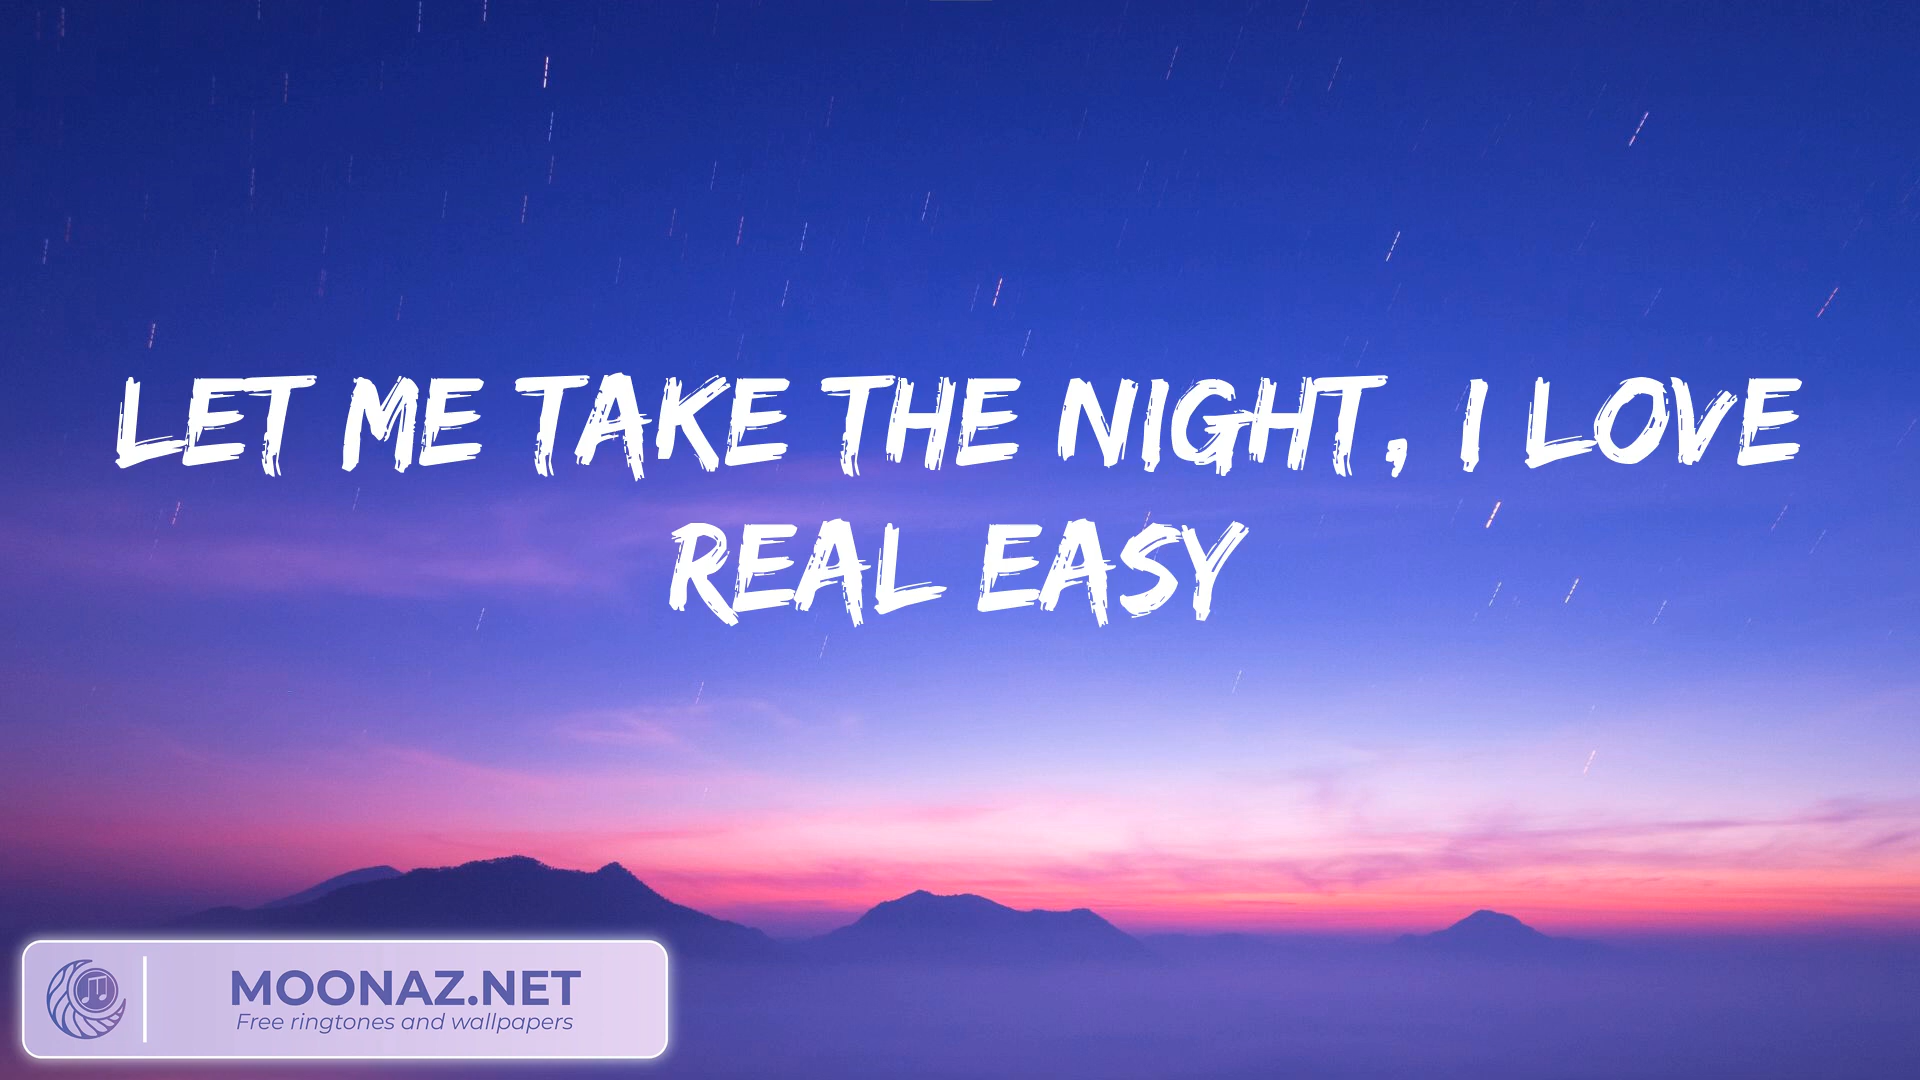 LET ME TAKE THE NIGHT, I LOVE
REAL EASY
MOONAZ.NET
Free ringtones and wallpapers